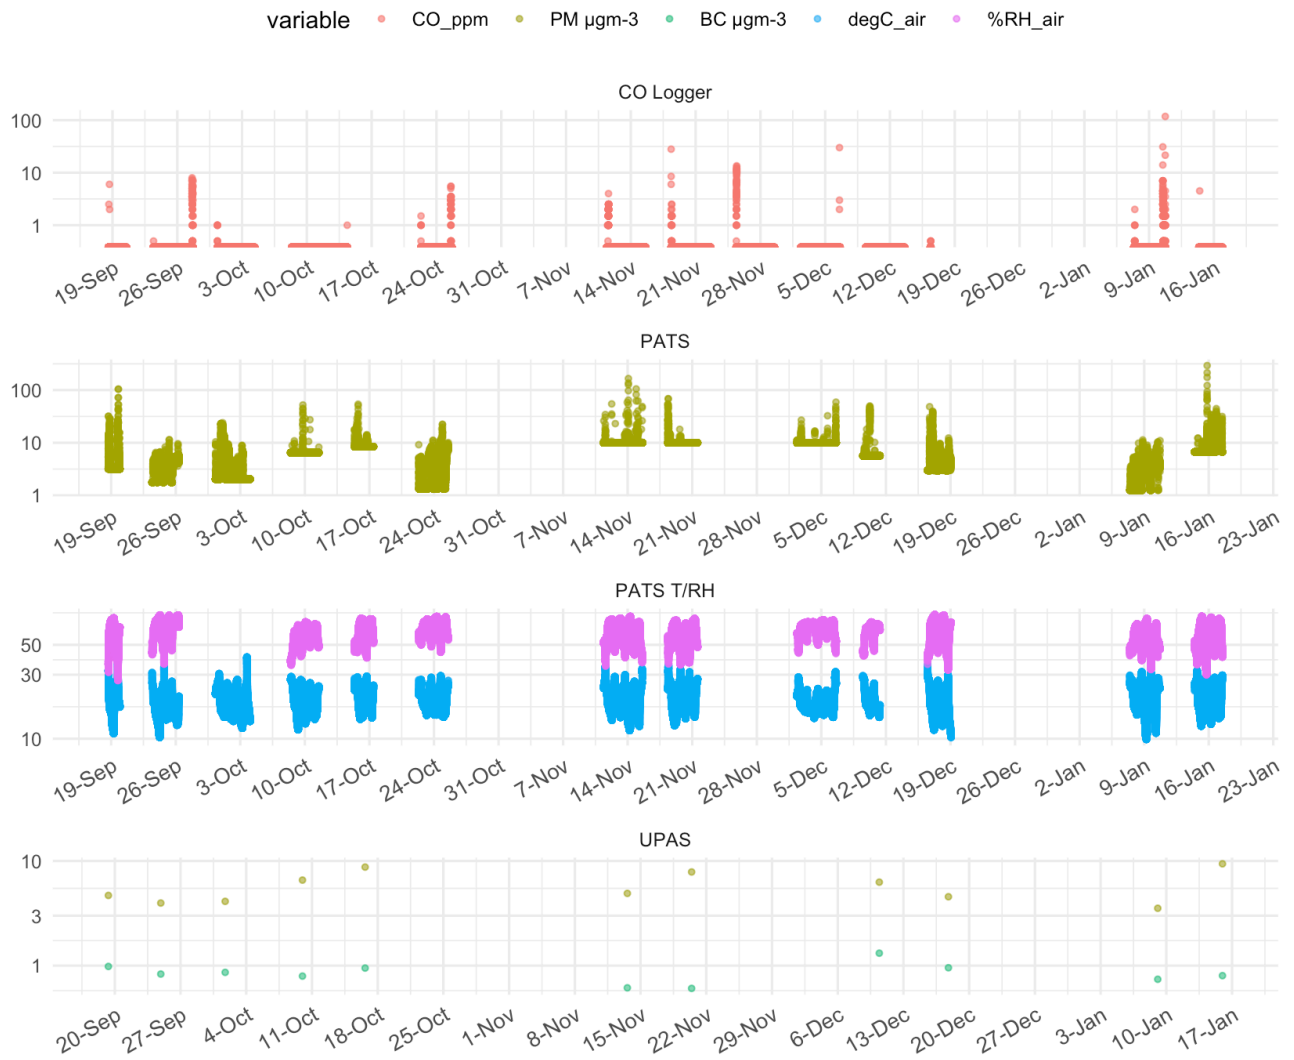 variable CO_ppm PM µgm-3 BC µgm-3 degC_air %RH_air
CO Logger
100
10
1
19-Sep 26-Sep 3-Oct 10-Oct 17-Oct 24-Oct 31-Oct 7-Nov 14-Nov 21-Nov 28-Nov 5-Dec 12-Dec 19-Dec 26-Dec 2-Jan 9-Jan 16-Jan
PATS
100
10
1
19-Sep 26-Sep 3-Oct 10-Oct 17-Oct 24-Oct 31-Oct 7-Nov 14-Nov 21-Nov 28-Nov 5-Dec 12-Dec 19-Dec 26-Dec 2-Jan 9-Jan 16-Jan 23-Jan
PATS T/RH
50
30
10
19-Sep 26-Sep 3-Oct 10-Oct 17-Oct 24-Oct 31-Oct 7-Nov 14-Nov 21-Nov 28-Nov 5-Dec 12-Dec 19-Dec 26-Dec 2-Jan 9-Jan 16-Jan 23-Jan
UPAS
10
3
1
20-Sep 27-Sep 4-Oct 11-Oct 18-Oct 25-Oct 1-Nov 8-Nov 15-Nov 22-Nov 29-Nov 6-Dec 13-Dec 20-Dec 27-Dec 3-Jan 10-Jan 17-Jan